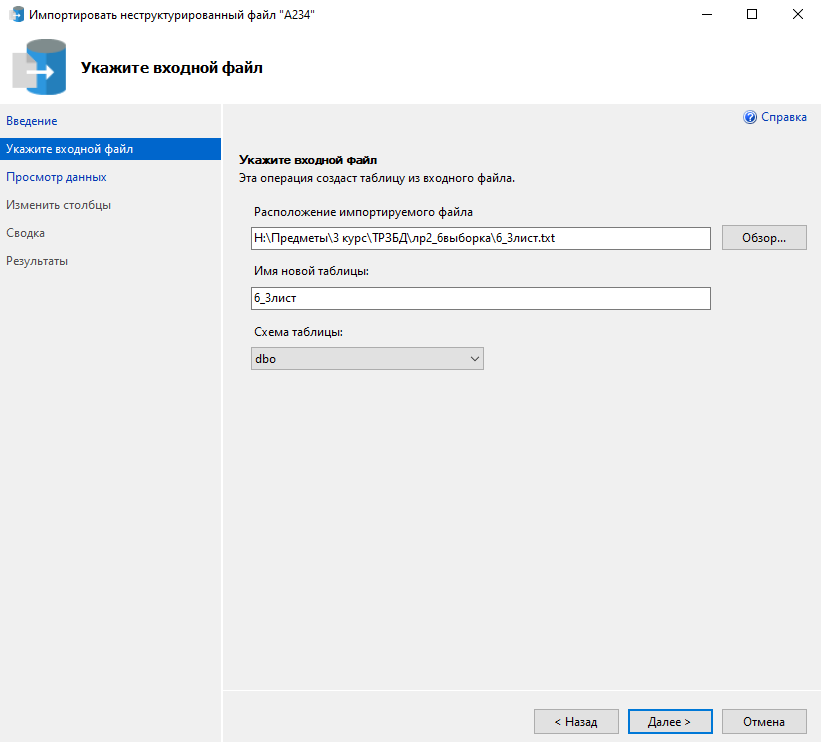 Импортировать неструктурированный файл "A234"
Укажите входной файл
Введение
Укажите входной файл
Просмотр данных
Изменить столбцы
Сводка
Результаты
Справка
Укажите входной файл
Эта операция создаст таблицу из входного файла.
Расположение импортируемого файла
H:\Предметы\3 курс\ТРЗБД\лр2_6выборка\6_3лист.txt
Обзор...
Имя новой таблицы:
6_3лист
Схема таблицы:
dbo
< Назад
Далее >
Отмена